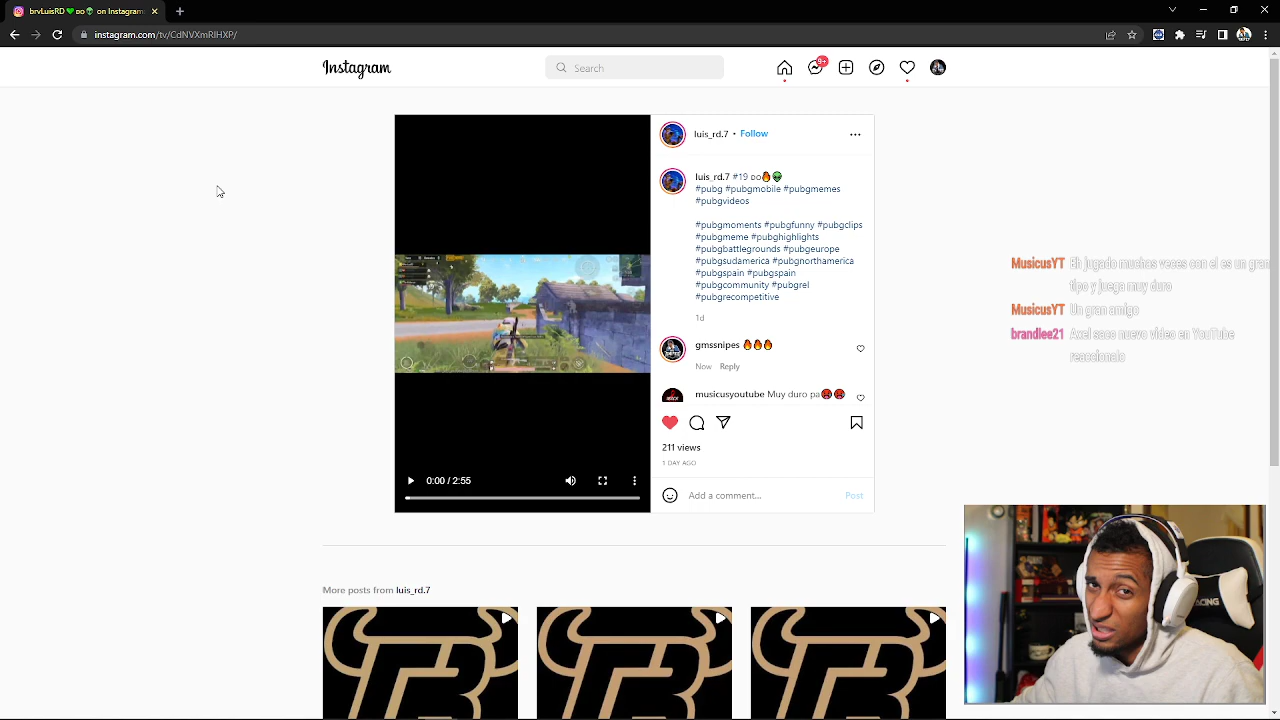 brvLuisRD💚oo👽 on Instagram:
instagram.com/tv/CdNVXmRIHXP/
Instagram
Search
9+
luis_rd.7 • Follow
luis_rd.7 #19 oo🔥👽
#pubg #pubgmobile #pubgmemes
#pubgvideos
#pubgmoments #pubgfunny #pubgclips
#pubgmeme #pubghighlights
#pubgbattlegrounds #pubgeurope
#pubgsudamerica #pubgnorthamerica
#pubgspain #pubgspain
#pubgcommunity #pubgrel
#pubgrecompetitive
1d
gmssnipes 🔥🔥🔥
Now Reply
musicusyoutube Muy duro pa😡😡
211 views
1 DAY AGO
Add a comment... Post
0:00 / 2:55
MusicusYT Eh jugado muchas veces con el es un gran
tipo y juega muy duro
MusicusYT Un gran amigo
brandlee21 Axel saco nuevo video en YouTube
reaccionalo
More posts from luis_rd.7
RACING